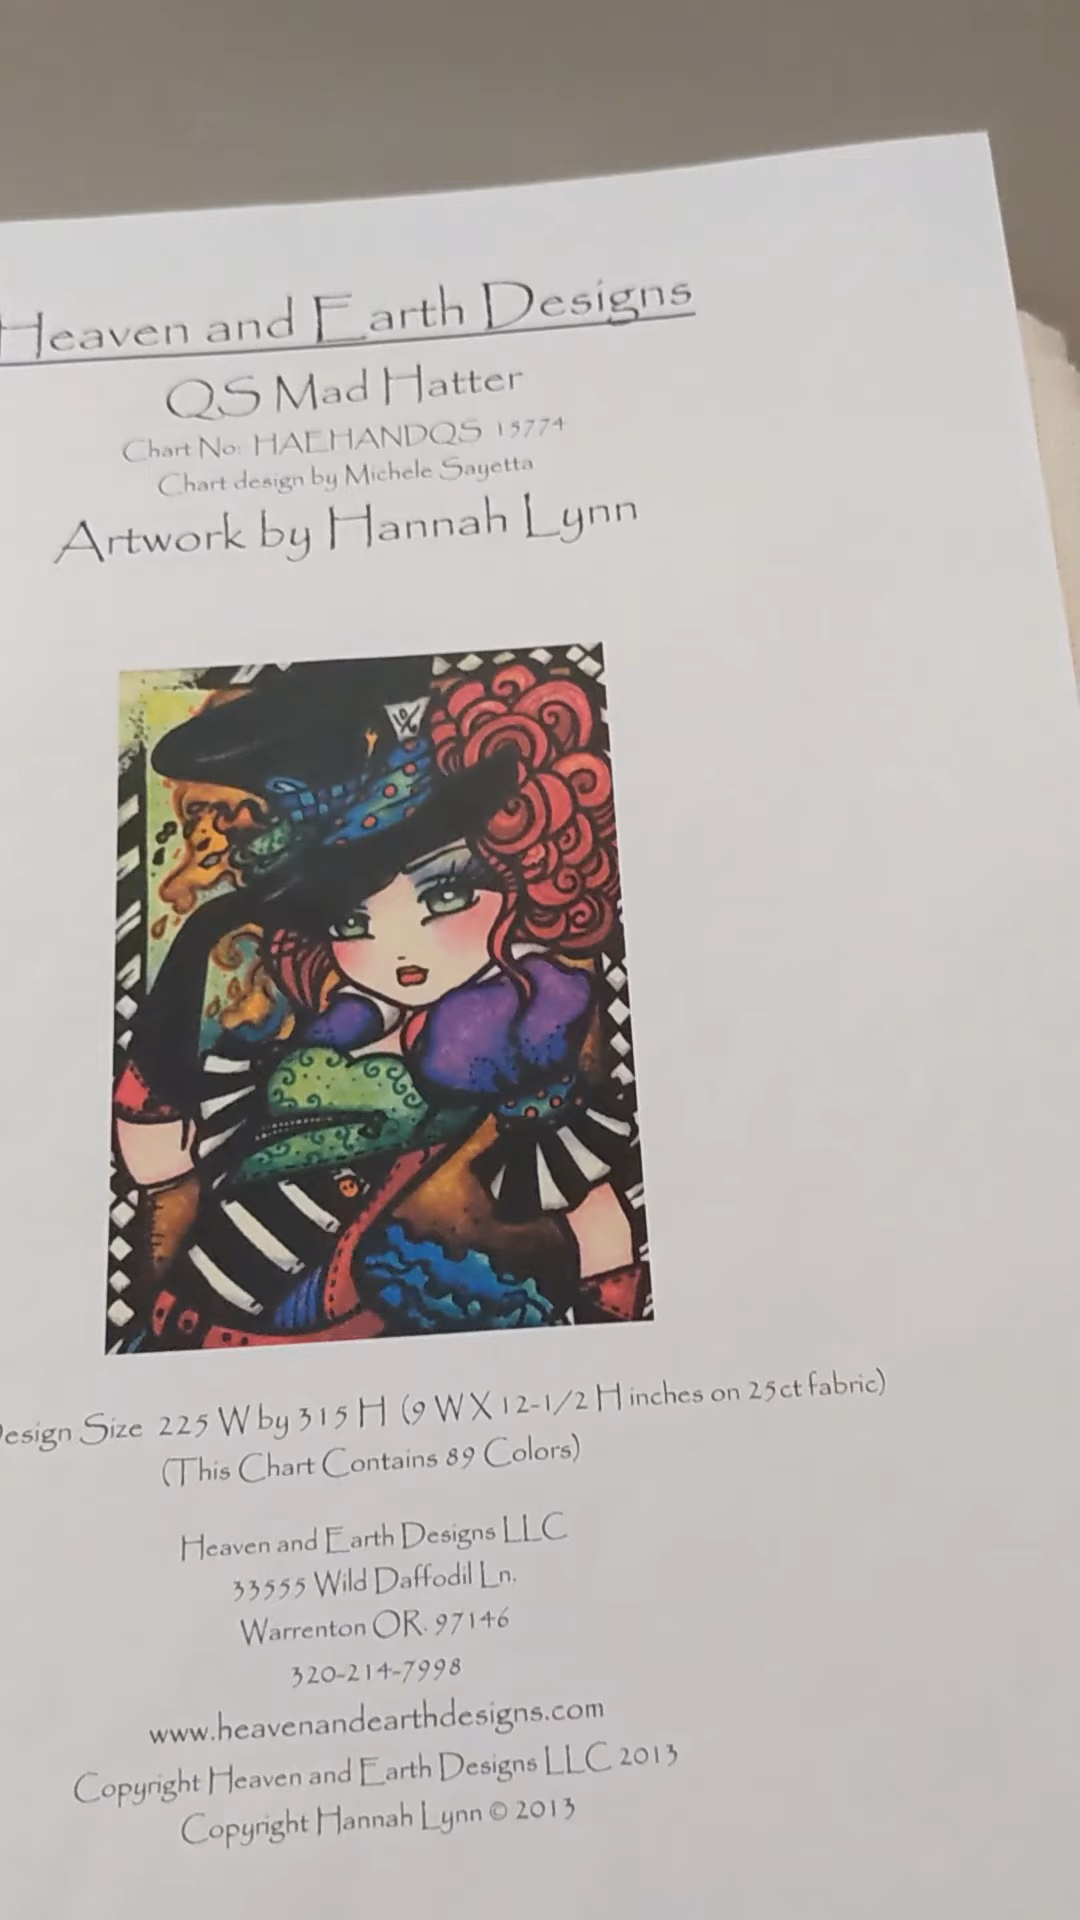 Heaven and Earth Designs
QS Mad Hatter
Chart No: HAEHANDQS 15774
Chart design by Michele Sayetta
Artwork by Hannah Lynn
10/6
Design Size 225 W by 315 H (9 W X 12-1/2 H inches on 25ct fabric)
(This Chart Contains 89 Colors)
Heaven and Earth Designs LLC
33555 Wild Daffodil Ln.
Warrenton OR. 97146
320-214-7998
www.heavenandearthdesigns.com
Copyright Heaven and Earth Designs LLC 2013
Copyright Hannah Lynn © 2013